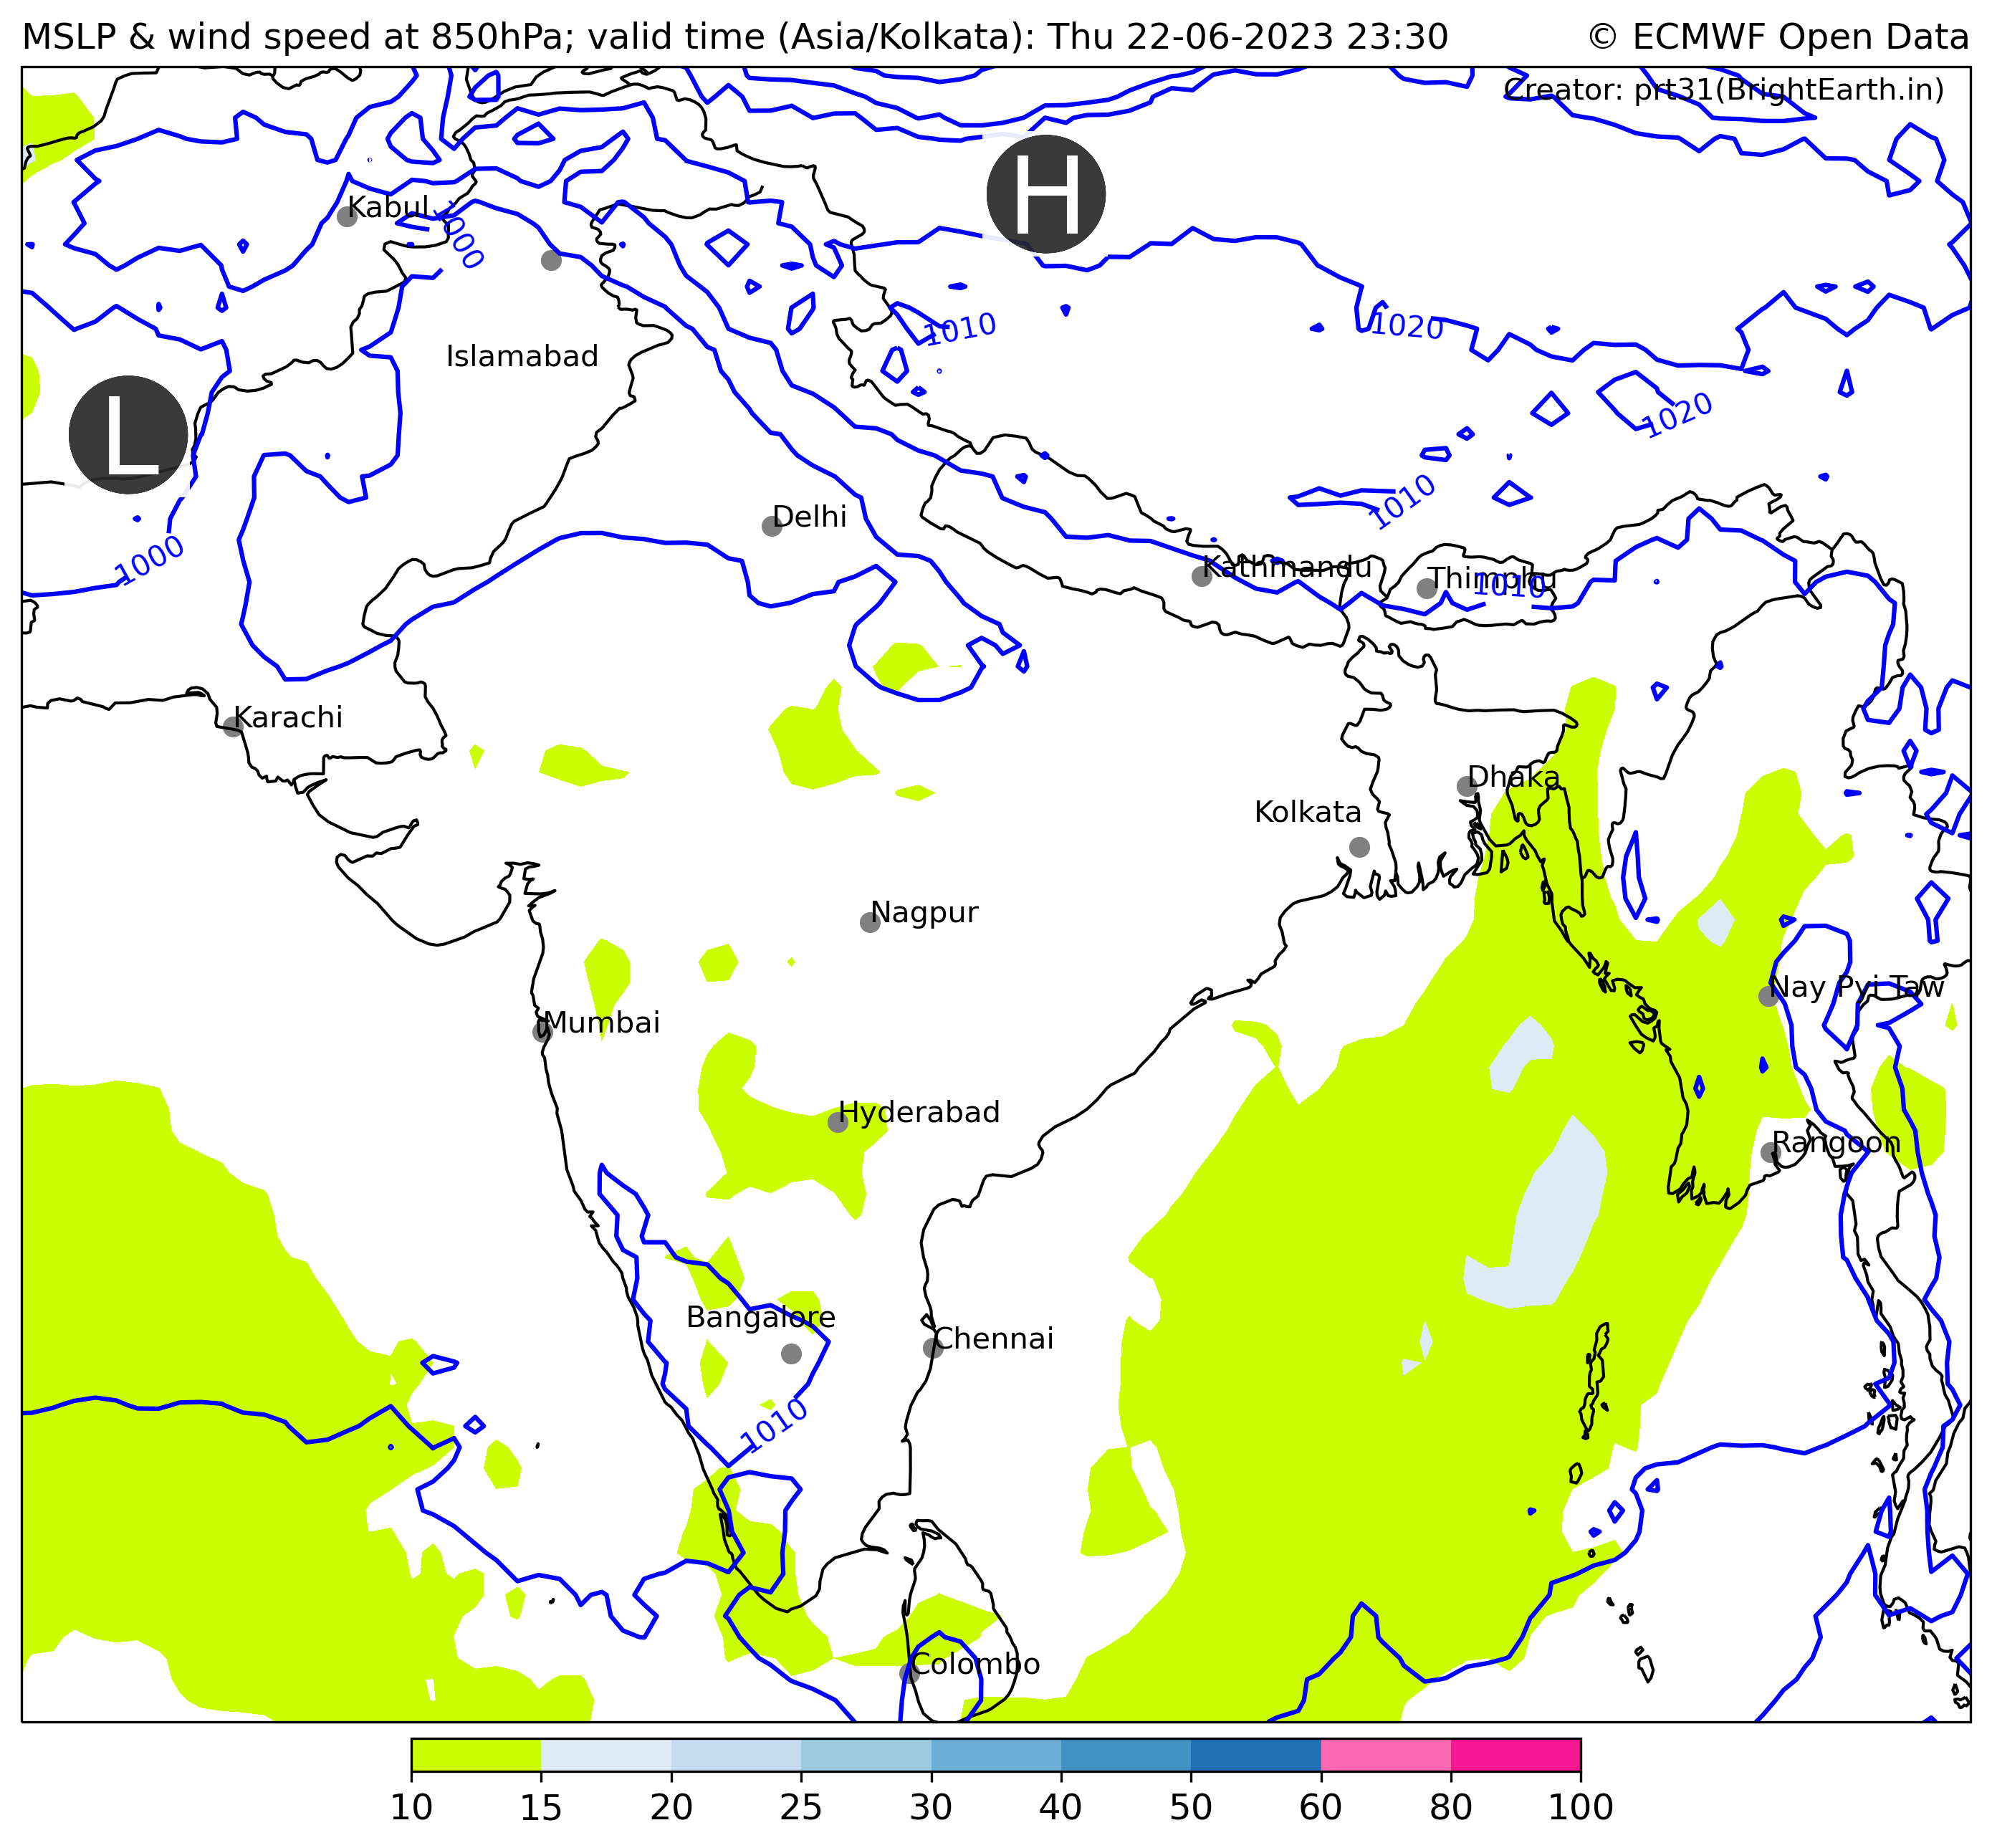 MSLP & wind speed at 850hPa; valid time (Asia/Kolkata): Thu 22-06-2023 23:30
© ECMWF Open Data
Creator: prt31(BrightEarth.in)
H
Kabul
1000
1010
1020
Islamabad
L
1020
1010
Delhi
1000
Kathmandu
Thimphu
1010
Karachi
Dhaka
Kolkata
Nagpur
Nay Pyi Taw
Mumbai
Hyderabad
Rangoon
Bangalore
Chennai
1010
Colombo
10 15 20 25 30 40 50 60 80 100